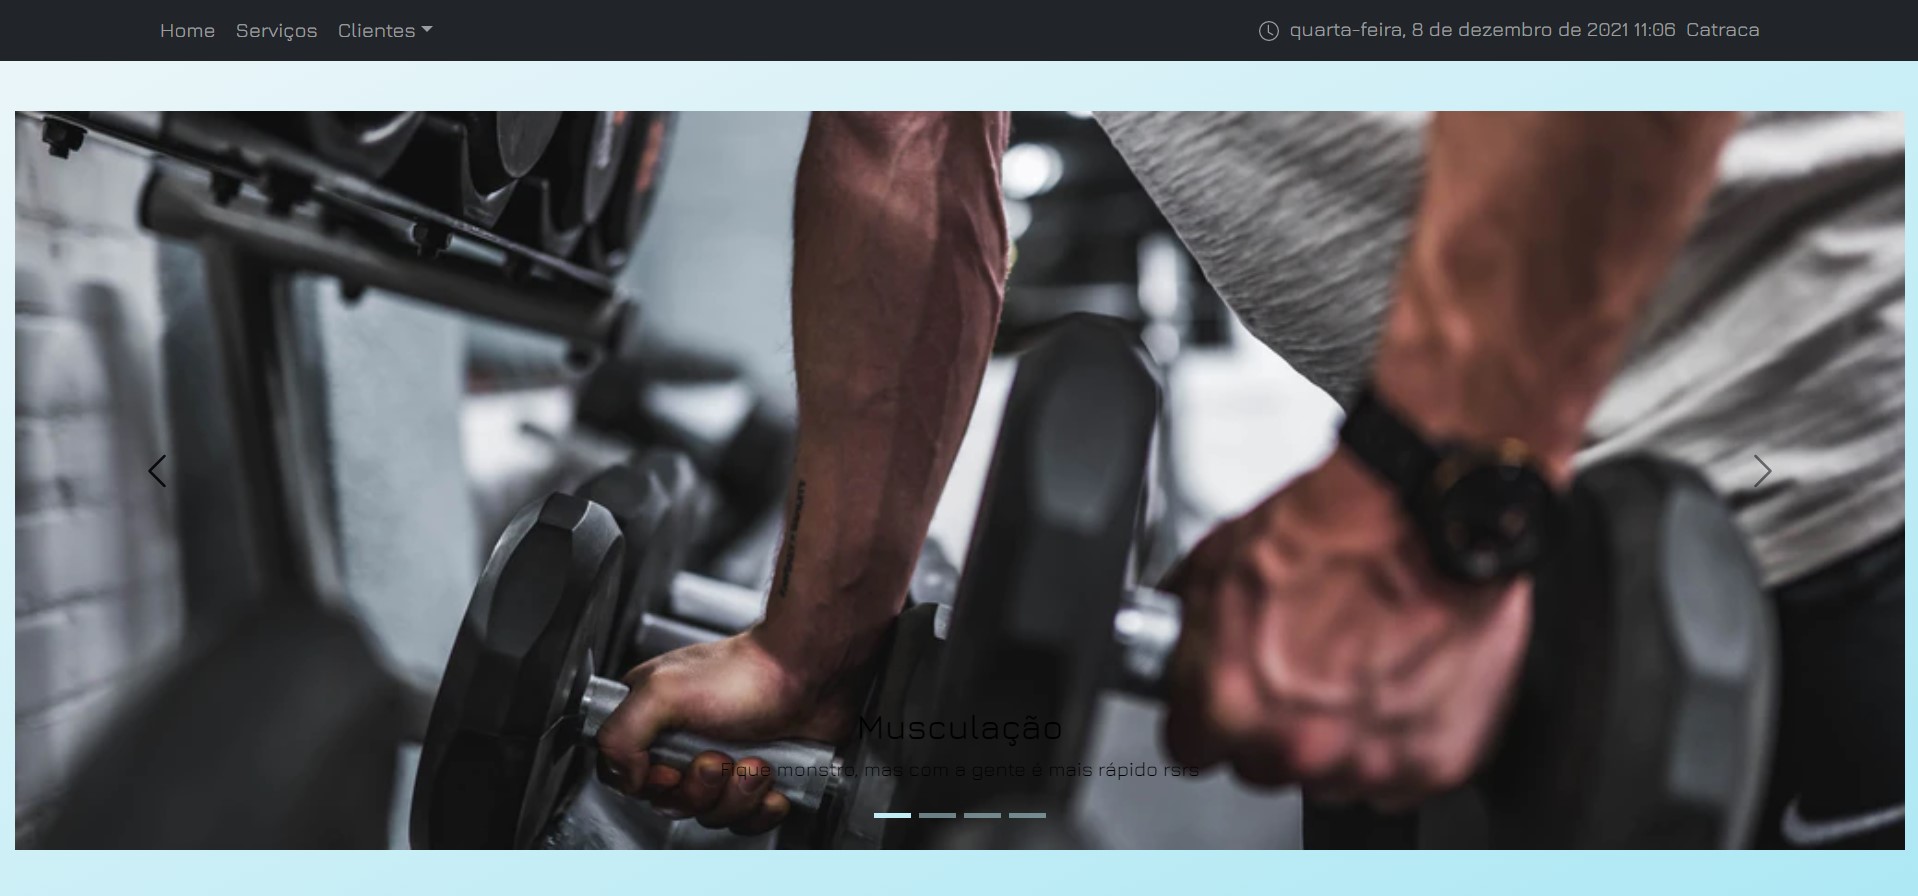 Home Serviços Clientes
quarta-feira, 8 de dezembro de 2021 11:06 Catraca
Musculação
Fique monstro, mas com a gente é mais rápido rsrs